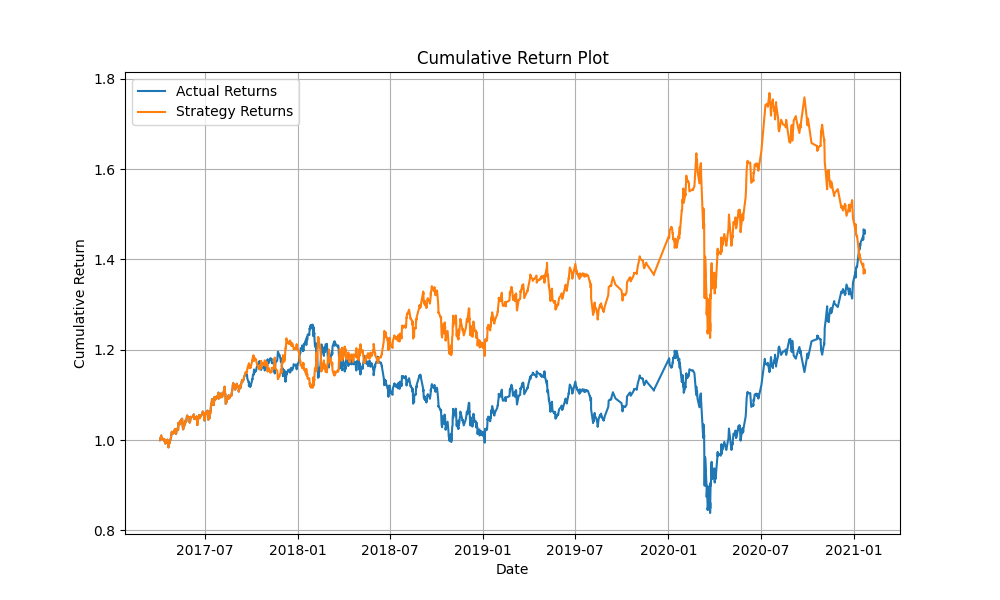 Cumulative Return Plot
Actual Returns
Strategy Returns
Cumulative Return
1.8
1.6
1.4
1.2
1.0
0.8
2017-07 2018-01 2018-07 2019-01 2019-07 2020-01 2020-07 2021-01
Date